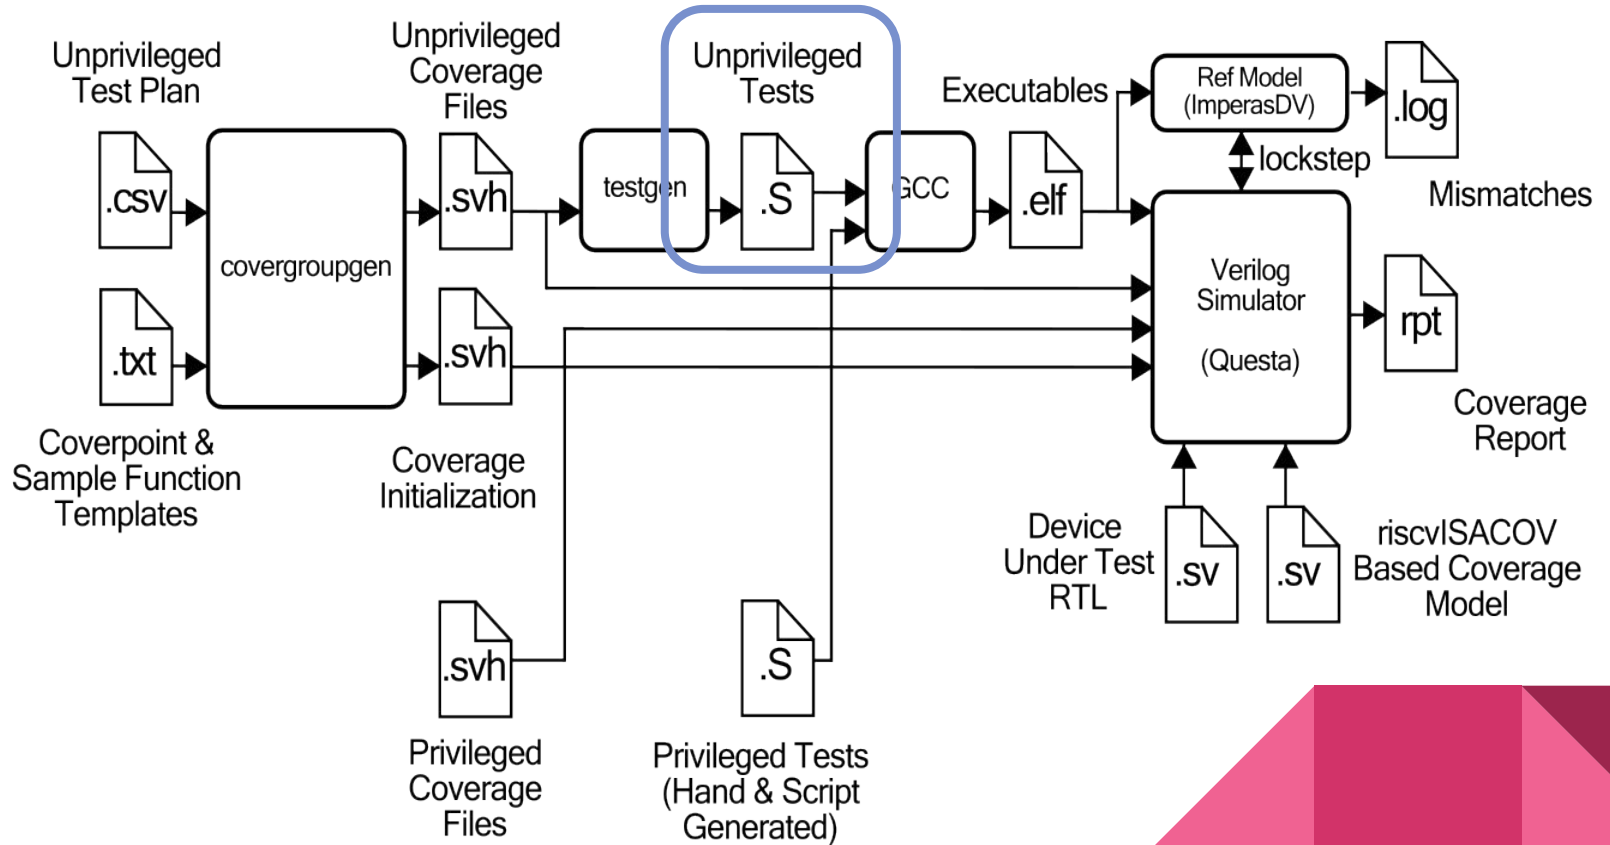 Unprivileged
Test Plan
.csv
.txt
Coverpoint &
Sample Function
Templates
covergroupgen
Unprivileged
Coverage
Files
.svh
.svh
Coverage
Initialization
.svh
Privileged
Coverage
Files
testgen
Unprivileged
Tests
.S
.S
Privileged Tests
(Hand & Script
Generated)
GCC
Executables
.elf
Ref Model
(ImperasDV)
lockstep
Verilog
Simulator
(Questa)
.log
Mismatches
rpt
Coverage
Report
Device
Under Test
RTL
.sv
.sv
riscvISACOV
Based Coverage
Model